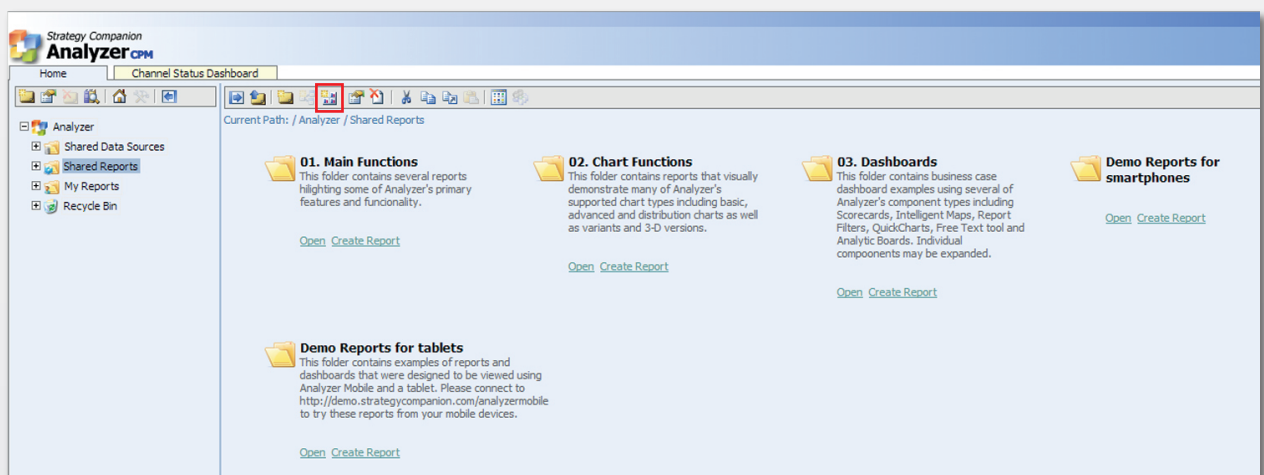 Strategy Companion
Analyzer CPM
Home
Channel Status Dashboard
Current Path: / Analyzer / Shared Reports
Analyzer
Shared Data Sources
Shared Reports
My Reports
Recycle Bin
01. Main Functions
This folder contains several reports
hilighting some of Analyzer's primary
features and funcionality.
Open Create Report
02. Chart Functions
This folder contains reports that visually
demonstrate many of Analyzer's
supported chart types including basic,
advanced and distribution charts as well
as variants and 3-D versions.
Open Create Report
03. Dashboards
This folder contains business case
dashboard examples using several of
Analyzer's component types including
Scorecards, Intelligent Maps, Report
Filters, QuickCharts, Free Text tool and
Analytic Boards. Individual
compoonents may be expanded.
Open Create Report
Demo Reports for
smartphones
Open Create Report
Demo Reports for tablets
This folder contains examples of reports and
dashboards that were designed to be viewed using
Analyzer Mobile and a tablet. Please connect to
http://demo.strategycompanion.com/analyzermobile
to try these reports from your mobile devices.
Open Create Report